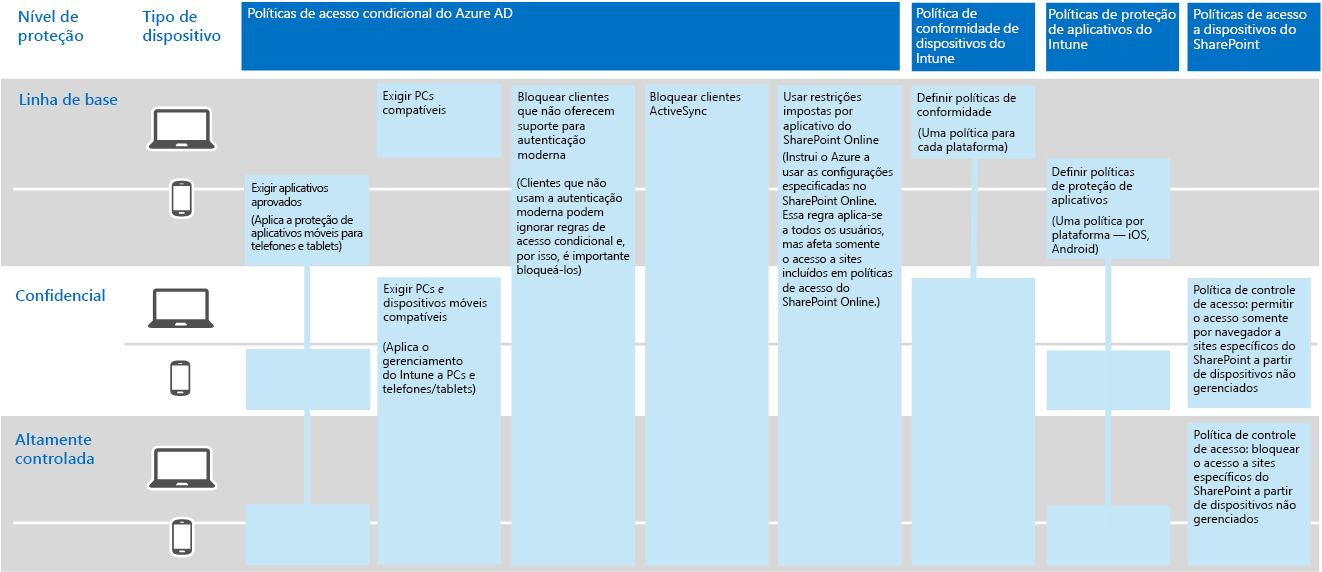 Nível de
proteção
Tipo de
dispositivo
Políticas de acesso condicional do Azure AD
Política de
conformidade de
dispositivos do
Intune
Políticas de proteção
de aplicativos do
Intune
Políticas de acesso
a dispositivos do
SharePoint
Linha de base
Exigir PCs
compatíveis
Bloquear clientes
que não oferecem
suporte para
autenticação
moderna
(Clientes que não
usam a autenticação
moderna podem
ignorar regras de
acesso condicional e,
por isso, é importante
bloqueá-los)
Bloquear clientes
ActiveSync
Usar restrições
impostas por
aplicativo do
SharePoint Online
(Instrui o Azure a
usar as configurações
especificadas no
SharePoint Online.
Essa regra aplica-se
a todos os usuários,
mas afeta somente
o acesso a sites
incluídos em políticas
de acesso do
SharePoint Online.)
Definir políticas de
conformidade
(Uma política para
cada plataforma)
Exigir aplicativos
aprovados
(Aplica a proteção de
aplicativos móveis para
telefones e tablets)
Definir políticas
de proteção de
aplicativos
(Uma política por
plataforma — iOS,
Android)
Confidencial
Exigir PCs e
dispositivos móveis
compatíveis
(Aplica o
gerenciamento
do Intune a PCs e
telefones/tablets)
Política de controle
de acesso: permitir
o acesso somente
por navegador a
sites específicos do
SharePoint a partir
de dispositivos não
gerenciados
Altamente
controlada
Política de controle
de acesso: bloquear
o acesso a sites
específicos do
SharePoint a partir
de dispositivos não
gerenciados